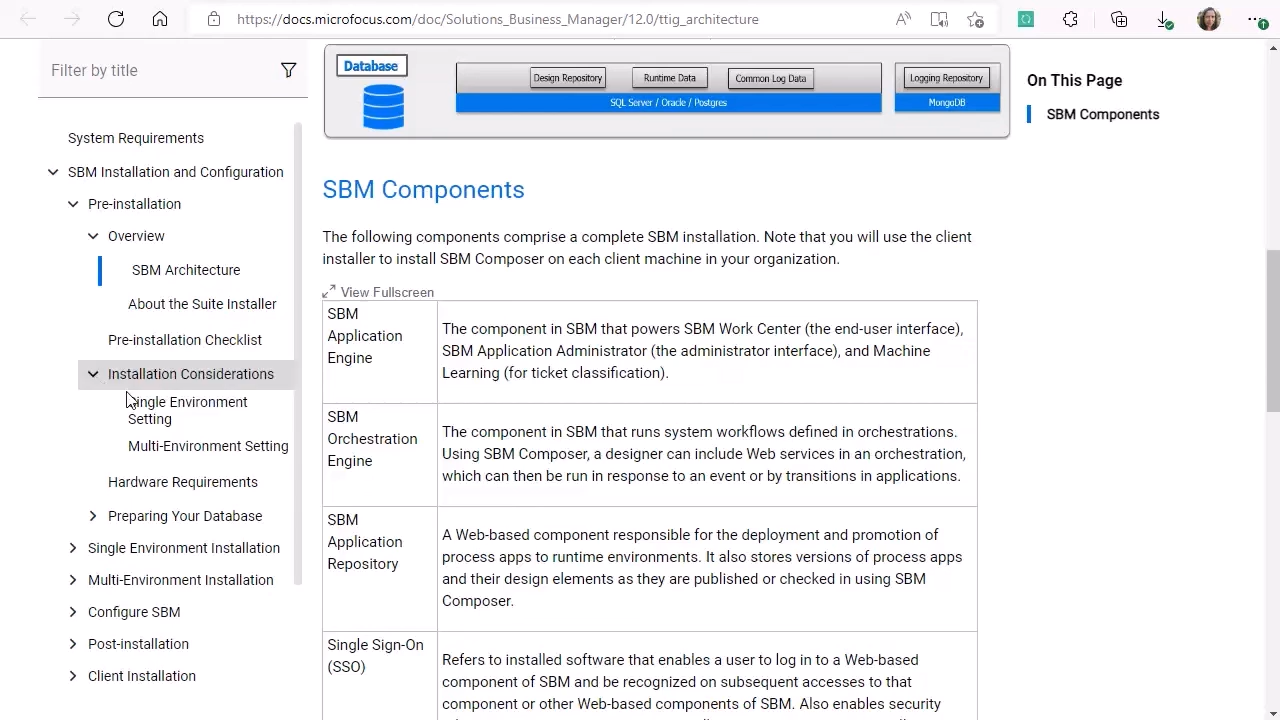 https://docs.microfocus.com/doc/Solutions_Business_Manager/12.0/ttig_architecture
Filter by title
System Requirements
SBM Installation and Configuration
Pre-installation
Overview
SBM Architecture
About the Suite Installer
Pre-installation Checklist
Installation Considerations
Single Environment
Setting
Multi-Environment Setting
Hardware Requirements
Preparing Your Database
Single Environment Installation
Multi-Environment Installation
Configure SBM
Post-installation
Client Installation
Database
Design Repository
Runtime Data
Common Log Data
SQL Server / Oracle / Postgres
Logging Repository
MongoDB
SBM Components
The following components comprise a complete SBM installation. Note that you will use the client
installer to install SBM Composer on each client machine in your organization.
View Fullscreen
SBM
Application
Engine
The component in SBM that powers SBM Work Center (the end-user interface),
SBM Application Administrator (the administrator interface), and Machine
Learning (for ticket classification).
SBM
Orchestration
Engine
The component in SBM that runs system workflows defined in orchestrations.
Using SBM Composer, a designer can include Web services in an orchestration,
which can then be run in response to an event or by transitions in applications.
SBM
Application
Repository
A Web-based component responsible for the deployment and promotion of
process apps to runtime environments. It also stores versions of process apps
and their design elements as they are published or checked in using SBM
Composer.
Single Sign-On
(SSO)
Refers to installed software that enables a user to log in to a Web-based
component of SBM and be recognized on subsequent accesses to that
component or other Web-based components of SBM. Also enables security
On This Page
SBM Components